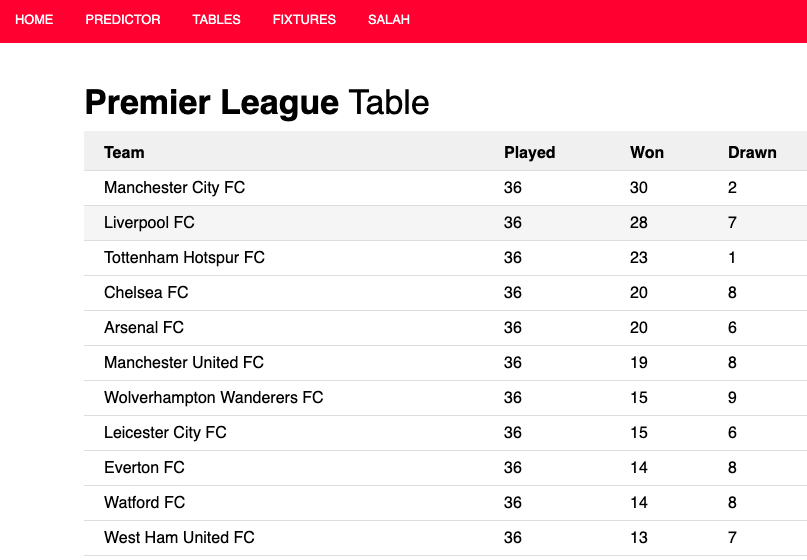 HOME PREDICTOR TABLES FIXTURES SALAH
Premier League Table
Team Played Won Drawn
Manchester City FC 36 30 2
Liverpool FC 36 28 7
Tottenham Hotspur FC 36 23 1
Chelsea FC 36 20 8
Arsenal FC 36 20 6
Manchester United FC 36 19 8
Wolverhampton Wanderers FC 36 15 9
Leicester City FC 36 15 6
Everton FC 36 14 8
Watford FC 36 14 8
West Ham United FC 36 13 7